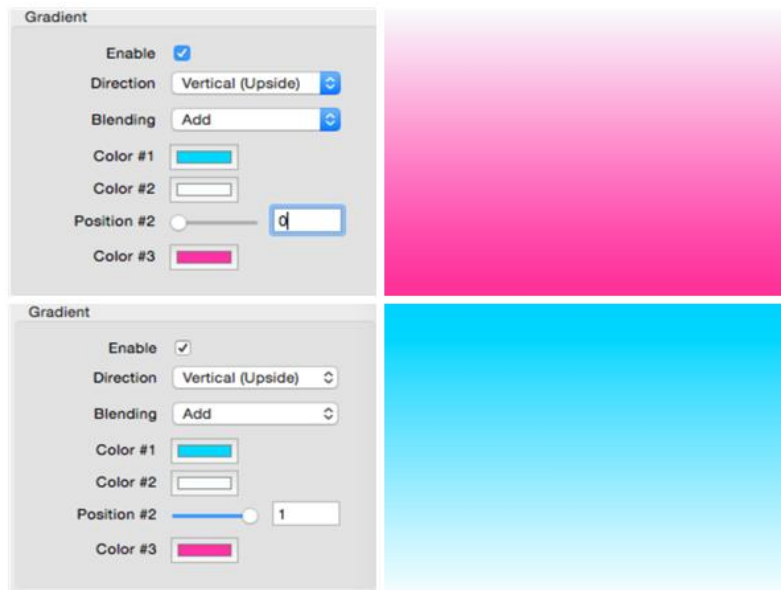 Gradient
Enable
Direction Vertical (Upside)
Blending Add
Color #1
Color #2
Position #2 0
Color #3
Gradient
Enable
Direction Vertical (Upside)
Blending Add
Color #1
Color #2
Position #2 1
Color #3